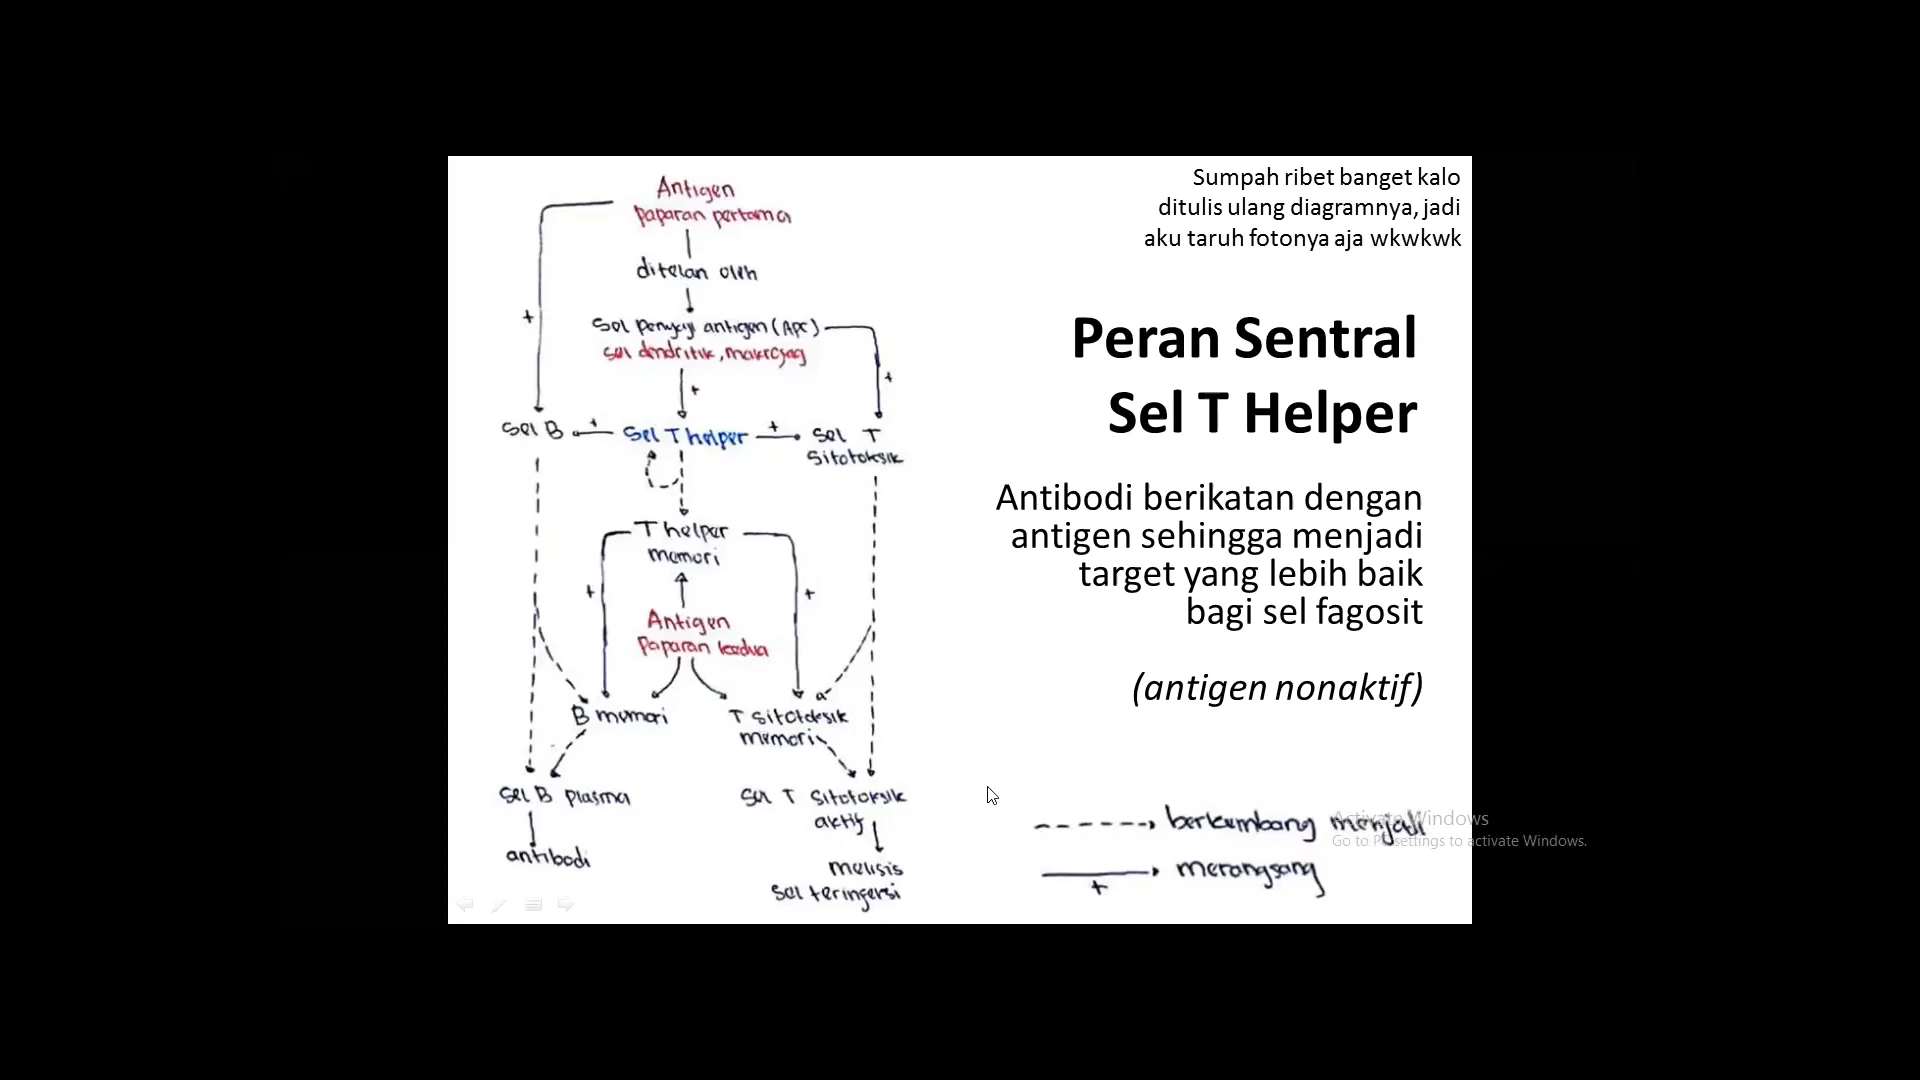 Sumpah ribet banget kalo
ditulis ulang diagramnya, jadi
aku taruh fotonya aja wkwkwk
Peran Sentral
Sel T Helper
Antibodi berikatan dengan
antigen sehingga menjadi
target yang lebih baik
bagi sel fagosit
(antigen nonaktif)
Antigen
paparan pertama
ditelan oleh
+
Sel penyaji antigen (APC)
sel dendritik, makrofag
+
+
Sel B
+
Sel T helper
+
Sel T
Sitotoksik
T helper
memori
+
+
Antigen
Paparan kedua
B memori
T sitotoksik
memori
Sel B plasma
Sel T Sitotoksik
aktif
antibodi
melisis
sel terinfeksi
berkembang menjadi
+
merangsang
Activate Windows
Go to PC settings to activate Windows.